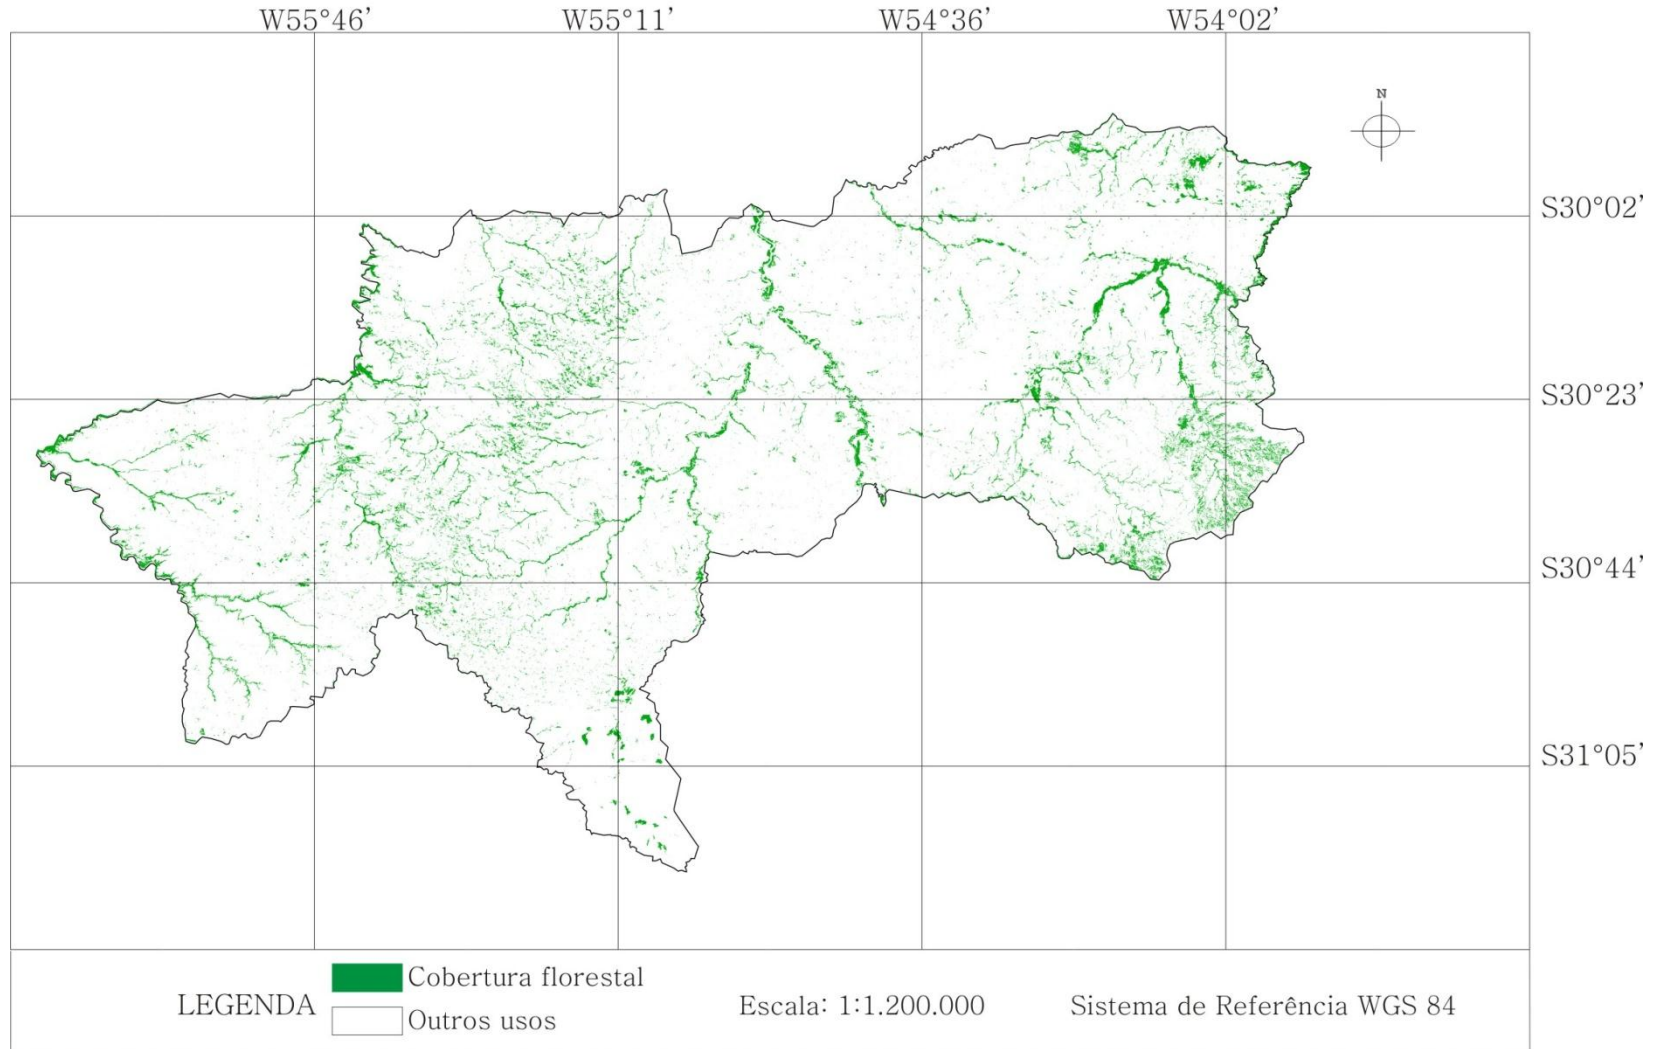 W55°46’
W55°11’
W54°36’
W54°02’
N
S30°02’
S30°23’
S30°44’
S31°05’
LEGENDA
Cobertura florestal
Outros usos
Escala: 1:1.200.000
Sistema de Referência WGS 84